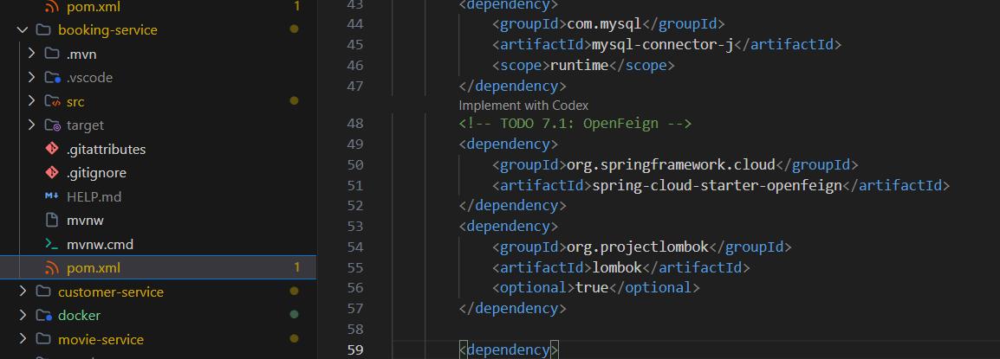 pom.xml 1
booking-service
.mvn
.vscode
src
target
.gitattributes
.gitignore
HELP.md
mvnw
mvnw.cmd
pom.xml 1
customer-service
docker
movie-service
43 <dependency>
44 <groupId>com.mysql</groupId>
45 <artifactId>mysql-connector-j</artifactId>
46 <scope>runtime</scope>
47 </dependency>
Implement with Codex
48 <!-- TODO 7.1: OpenFeign -->
49 <dependency>
50 <groupId>org.springframework.cloud</groupId>
51 <artifactId>spring-cloud-starter-openfeign</artifactId>
52 </dependency>
53 <dependency>
54 <groupId>org.projectlombok</groupId>
55 <artifactId>lombok</artifactId>
56 <optional>true</optional>
57 </dependency>
58
59 <dependency>